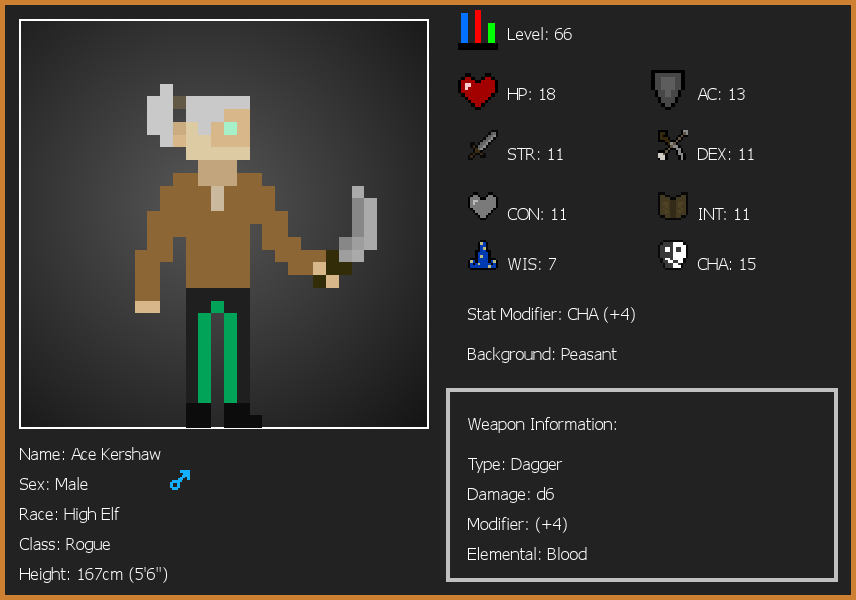 Level: 66
HP: 18
AC: 13
STR: 11
DEX: 11
CON: 11
INT: 11
WIS: 7
CHA: 15
Stat Modifier: CHA (+4)
Background: Peasant
Weapon Information:
Type: Dagger
Damage: d6
Modifier: (+4)
Elemental: Blood
Name: Ace Kershaw
Sex: Male
Race: High Elf
Class: Rogue
Height: 167cm (5'6")